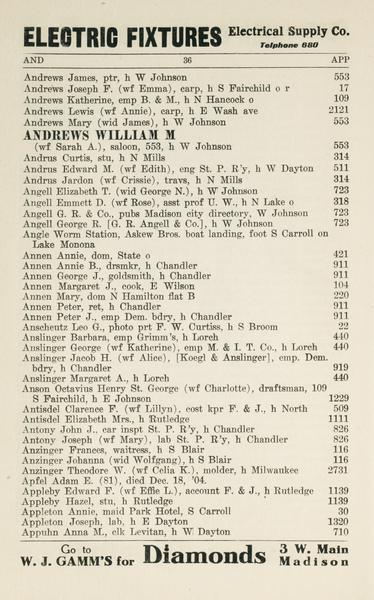 ELECTRIC FIXTURES Electrical Supply Co.
Telphone 680
AND 36 APP
Andrews James, ptr, h W Johnson 553
Andrews Joseph F. (wf Emma), carp, h S Fairchild o r 17
Andrews Katherine, emp B. & M., h N Hancock o 109
Andrews Lewis (wf Annie), carp, h E Wash ave 2121
Andrews Mary (wid James), h W Johnson 553
ANDREWS WILLIAM M
(wf Sarah A.), saloon, 553, h W Johnson 553
Andrus Curtis, stu, h N Mills 314
Andrus Edward M. (wf Edith), eng St. P. R'y, h W Dayton 511
Andrus Jardon (wf Crissie), travs, h N Mills 314
Angell Elizabeth T. (wid George N.), h W Johnson 723
Angell Emmett D. (wf Rose), asst prof U. W., h N Lake o 318
Angell G. R. & Co., pubs Madison city directory, W Johnson 723
Angell George R. [G. R. Angell & Co.], h W Johnson 723
Angle Worm Station, Askew Bros. boat landing, foot S Carroll on
Lake Monona
Annen Annie, dom, State o 421
Annen Annie B., drsmkr, h Chandler 911
Annen George J., goldsmith, h Chandler 911
Annen Margaret J., cook, E Wilson 104
Annen Mary, dom N Hamilton flat B 220
Annen Peter, ret, h Chandler 911
Annen Peter J., emp Dem. bdry, h Chandler 911
Anscheutz Leo G., photo prt F. W. Curtiss, h S Broom 22
Anslinger Barbara, emp Grimm's, h Lorch 440
Anslinger George (wf Katherine), emp M. & I. T. Co., h Lorch 440
Anslinger Jacob H. (wf Alice), [Koegl & Anslinger], emp. Dem.
bdry, h Chandler 919
Anslinger Margaret A., h Lorch 440
Anson Octavius Henry St. George (wf Charlotte), draftsman, 109
S Fairchild, h E Johnson 1229
Antisdel Clarence F. (wf Lillyn), cost kpr F. & J., h North 509
Antisdel Elizabeth Mrs., h Rutledge 1111
Antony John J., car inspt St. P. R'y, h Chandler 826
Antony Joseph (wf Mary), lab St. P. R'y, h Chandler 826
Anzinger Frances, waitress, h S Blair 116
Anzinger Johanna (wid Wolfgang), h S Blair 116
Anzinger Theodore W. (wf Celia K.), molder, h Milwaukee 2731
Apfel Adam E. (81), died Dec. 18, '04.
Appleby Edward F. (wf Effie L.), account F. & J., h Rutledge 1139
Appleby Hazel, stu, h Rutledge 1139
Appleton Annie, maid Park Hotel, S Carroll 30
Appleton Joseph, lab, h E Dayton 1320
Appuhn Anna M., clk Levitan, h W Dayton 710
Go to
W. J. GAMM'S for Diamonds 3 W. Main
Madison